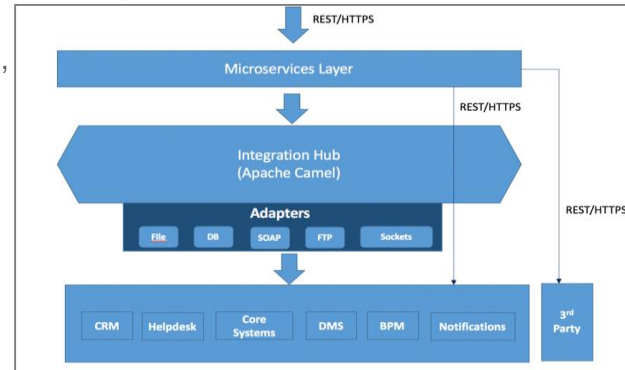 REST/HTTPS
,
Microservices Layer
REST/HTTPS
Integration Hub
(Apache Camel)
REST/HTTPS
Adapters
File
DB
SOAP
FTP
Sockets
CRM
Helpdesk
Core
Systems
DMS
BPM
Notifications
3rd
Party